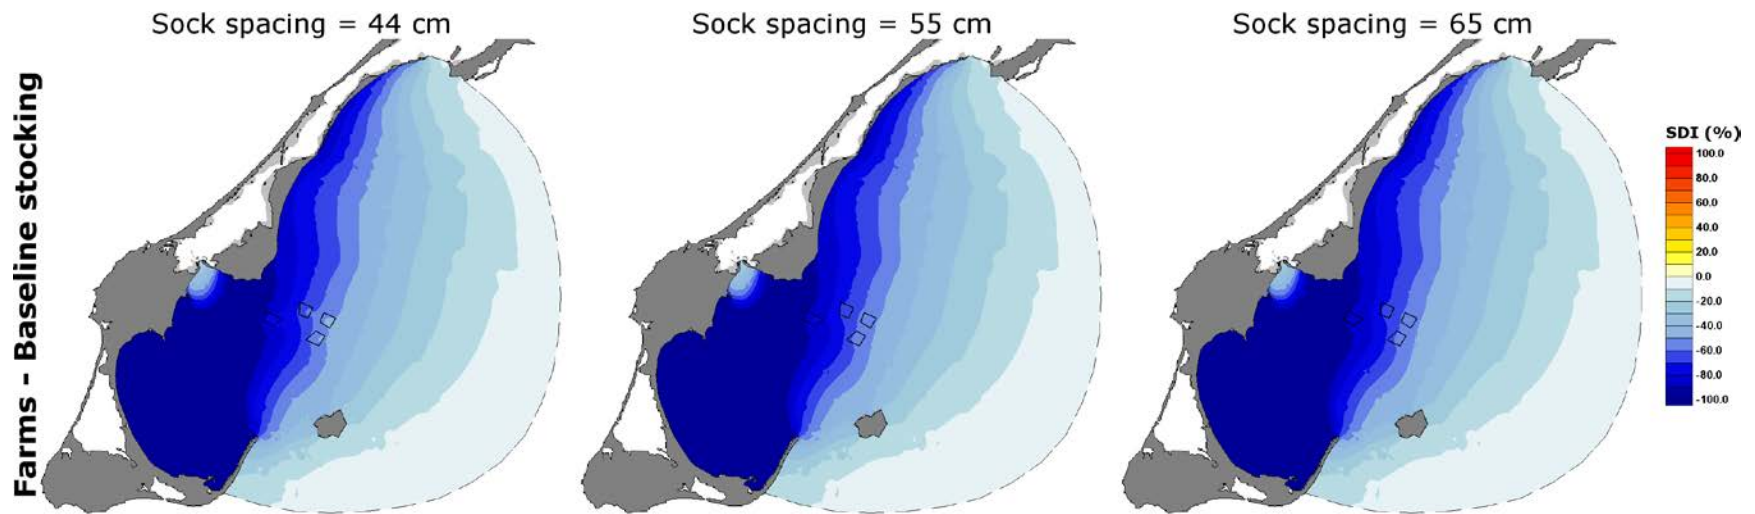 Sock spacing = 44 cm
Sock spacing = 55 cm
Sock spacing = 65 cm
Farms - Baseline stocking
SDI (%)
100.0
80.0
60.0
40.0
20.0
0.0
-20.0
-40.0
-60.0
-80.0
-100.0